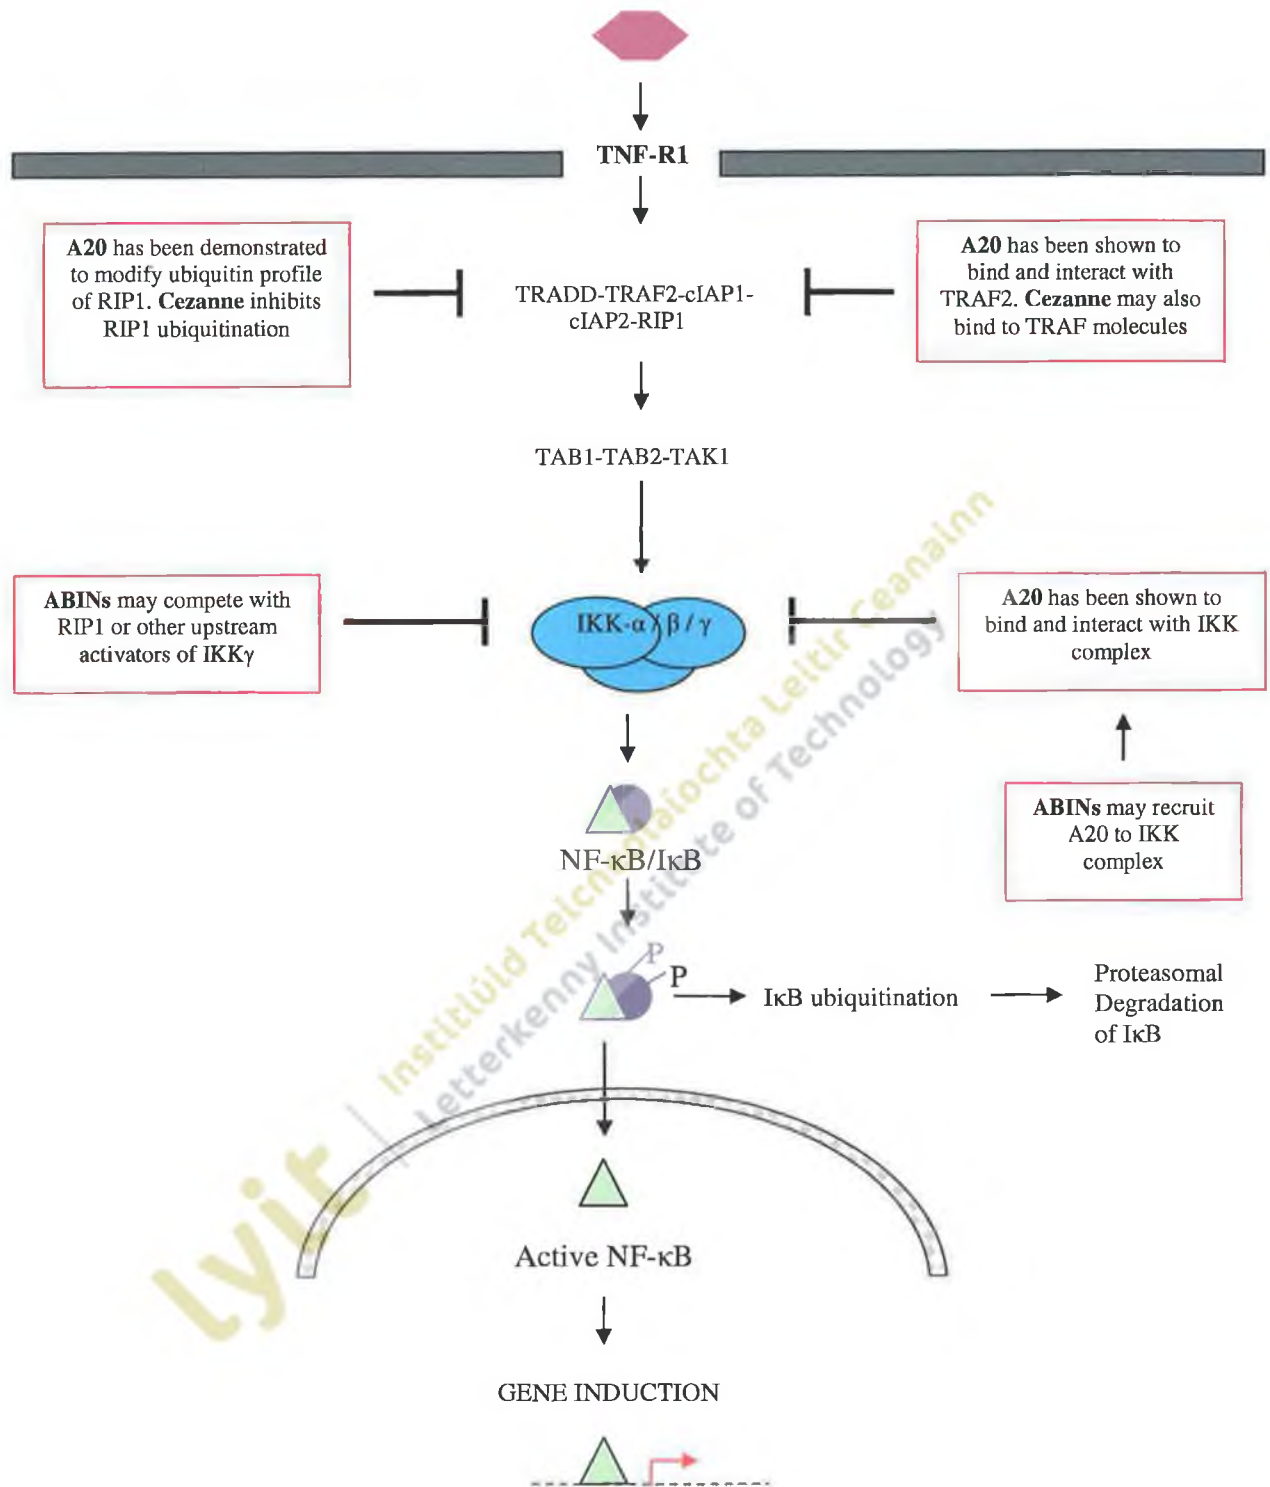 TNF-R1
A20 has been demonstrated
to modify ubiquitin profile
of RIP1. Cezanne inhibits
RIP1 ubiquitination
TRADD-TRAF2-cIAP1-
cIAP2-RIP1
A20 has been shown to
bind and interact with
TRAF2. Cezanne may also
bind to TRAF molecules
TAB1-TAB2-TAK1
ABINs may compete with
RIP1 or other upstream
activators of IKKγ
IKK-α / β / γ
A20 has been shown to
bind and interact with IKK
complex
ABINs may recruit
A20 to IKK
complex
NF-κB/IκB
P
P
IκB ubiquitination
Proteasomal
Degradation
of IκB
Active NF-κB
GENE INDUCTION
lyit
Institiúid Teicneolaíochta Leitir Ceanainn
Letterkenny Institute of Technology